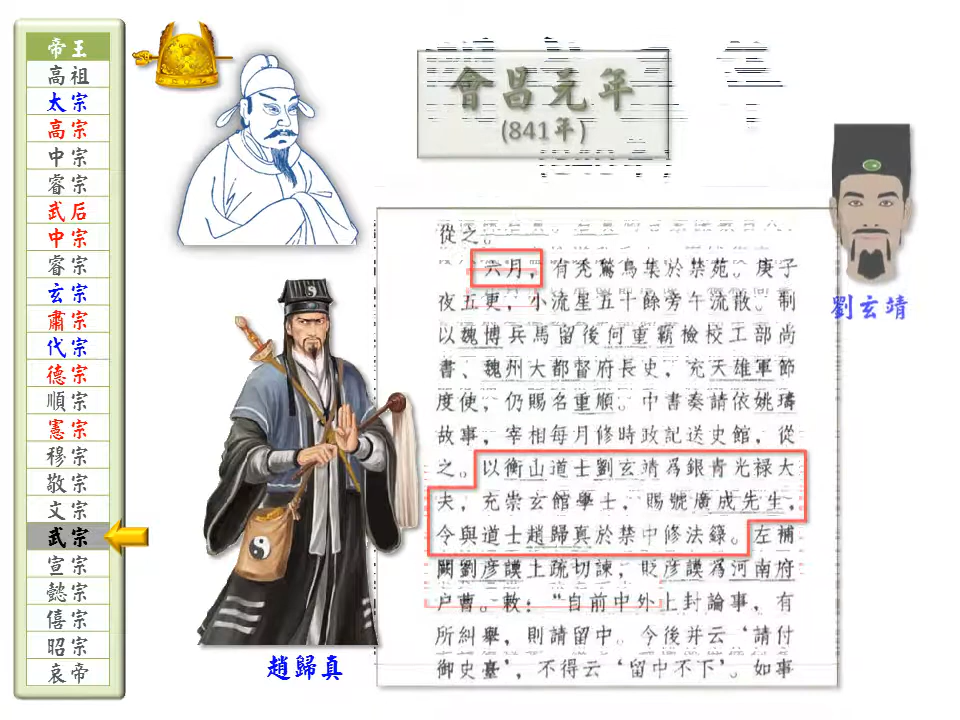 帝王
高祖
太宗
高宗
中宗
睿宗
武后
中宗
睿宗
玄宗
肅宗
代宗
德宗
順宗
憲宗
穆宗
敬宗
文宗
武宗
宣宗
懿宗
僖宗
昭宗
哀帝
會昌元年
(841年)
劉玄靖
趙歸真
從之。
六月，有禿鶖鳥集於禁苑。庚子
夜五更，小流星五十餘旁午流散。制
以魏博兵馬留後何重霸檢校工部尚
書、魏州大都督府長史，充天雄軍節
度使，仍賜名重順。中書奏請依姚璹
故事，宰相每月修時政記送史館，從
之。以衡山道士劉玄靖為銀青光祿大
夫，充崇玄館學士，賜號廣成先生，
令與道士趙歸真於禁中修法籙。左補
闕劉彥謨上疏切諫，貶彥謨為河南府
户曹。敕："自前中外上封論事，有
所糾舉，則請留中。今後并云‘請付
御史臺’，不得云‘留中不下’。如事